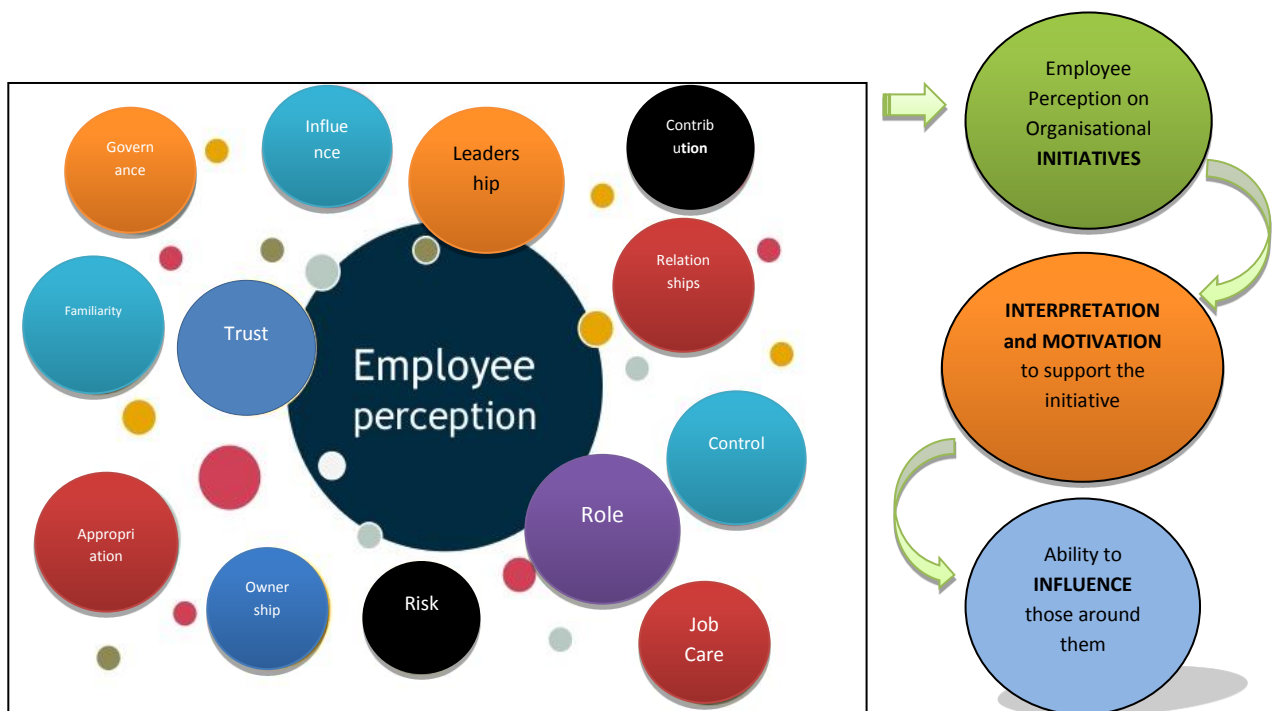 Govern
ance
Influe
nce
Leaders
hip
Contrib
ution
Relation
ships
Familiarity
Trust
Employee
perception
Control
Role
Appropri
ation
Owner
ship
Risk
Job
Care
Employee
Perception on
Organisational
INITIATIVES
INTERPRETATION
and MOTIVATION
to support the
initiative
Ability to
INFLUENCE
those around
them